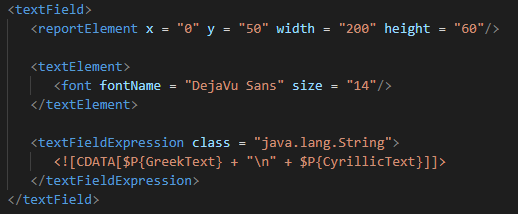 <textField>
<reportElement x = "0" y = "50" width = "200" height = "60"/>
<textElement>
<font fontName = "DejaVu Sans" size = "14"/>
</textElement>
<textFieldExpression class = "java.lang.String">
<![CDATA[$P{GreekText} + "\n" + $P{CyrillicText}]]>
</textFieldExpression>
</textField>